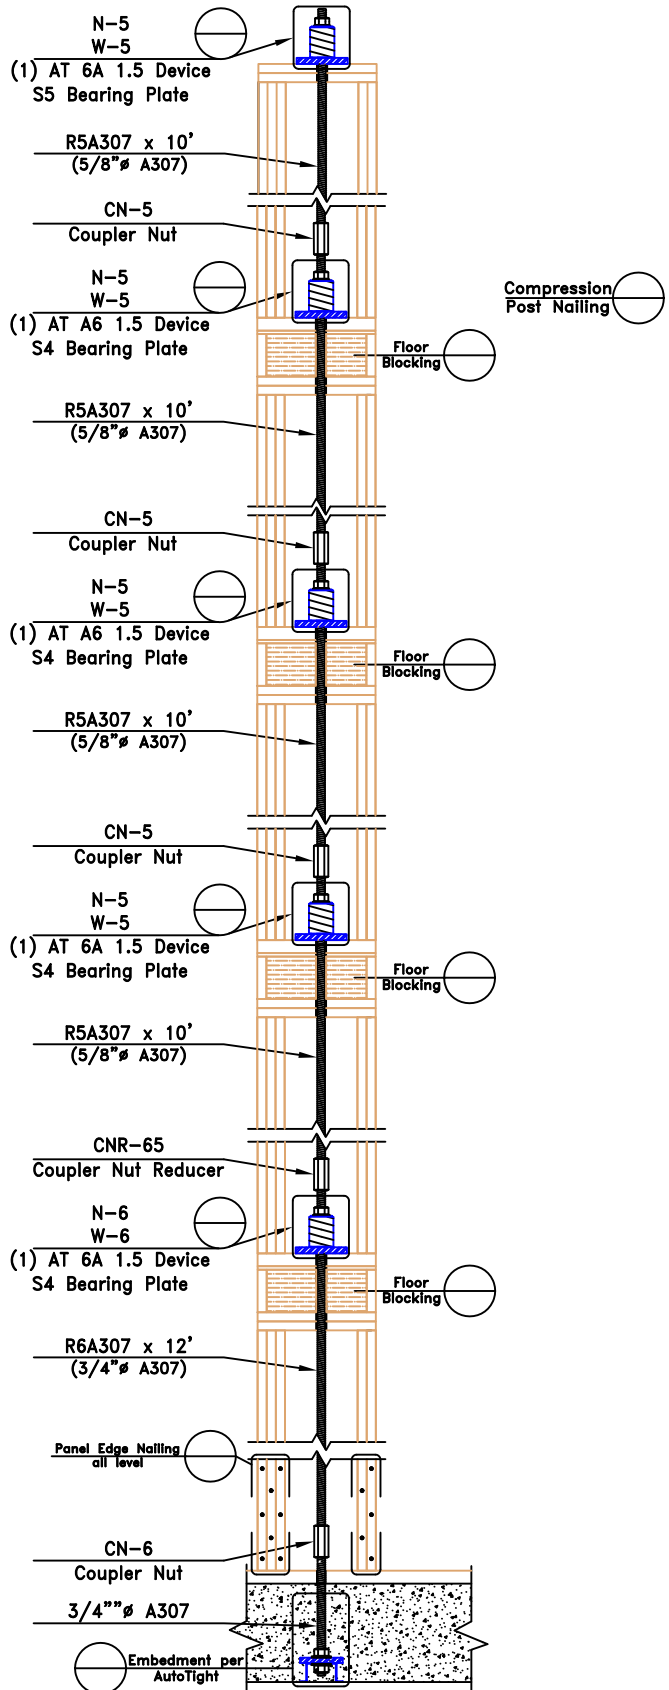 N-5
W-5
(1) AT 6A 1.5 Device
S5 Bearing Plate
R5A307 x 10'
(5/8"ø A307)
CN-5
Coupler Nut
N-5
W-5
(1) AT A6 1.5 Device
S4 Bearing Plate
Compression
Post Nailing
Floor
Blocking
R5A307 x 10'
(5/8"ø A307)
CN-5
Coupler Nut
N-5
W-5
(1) AT A6 1.5 Device
S4 Bearing Plate
Floor
Blocking
R5A307 x 10'
(5/8"ø A307)
CN-5
Coupler Nut
N-5
W-5
(1) AT 6A 1.5 Device
S4 Bearing Plate
Floor
Blocking
R5A307 x 10'
(5/8"ø A307)
CNR-65
Coupler Nut Reducer
N-6
W-6
(1) AT 6A 1.5 Device
S4 Bearing Plate
Floor
Blocking
R6A307 x 12'
(3/4"ø A307)
Panel Edge Nailing
all level
CN-6
Coupler Nut
3/4""ø A307
Embedment per
AutoTight